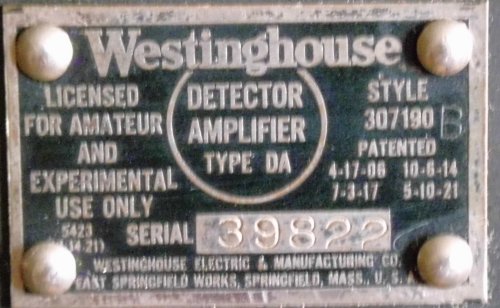 Westinghouse
LICENSED
FOR AMATEUR
AND
EXPERIMENTAL
USE ONLY
DETECTOR
AMPLIFIER
TYPE DA
STYLE
307190 B
PATENTED
4-17-06 10-6-14
7-3-17 5-10-21
5423
SERIAL 39822
WESTINGHOUSE ELECTRIC & MANUFACTURING CO.
EAST SPRINGFIELD WORKS, SPRINGFIELD, MASS., U. S. A.